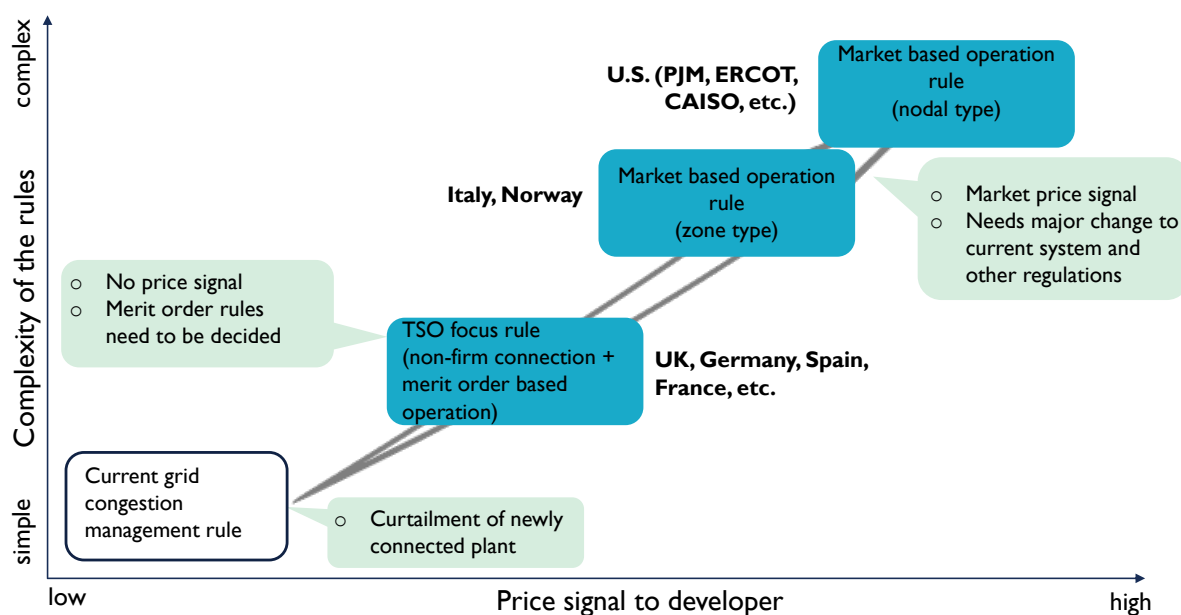 complex
Complexity of the rules
simple
U.S. (PJM, ERCOT,
CAISO, etc.)
Market based operation
rule
(nodal type)
Italy, Norway
Market based operation
rule
(zone type)
o Market price signal
o Needs major change to
current system and
other regulations
o No price signal
o Merit order rules
need to be decided
TSO focus rule
(non-firm connection +
merit order based
operation)
UK, Germany, Spain,
France, etc.
Current grid
congestion
management rule
o Curtailment of newly
connected plant
low
Price signal to developer
high